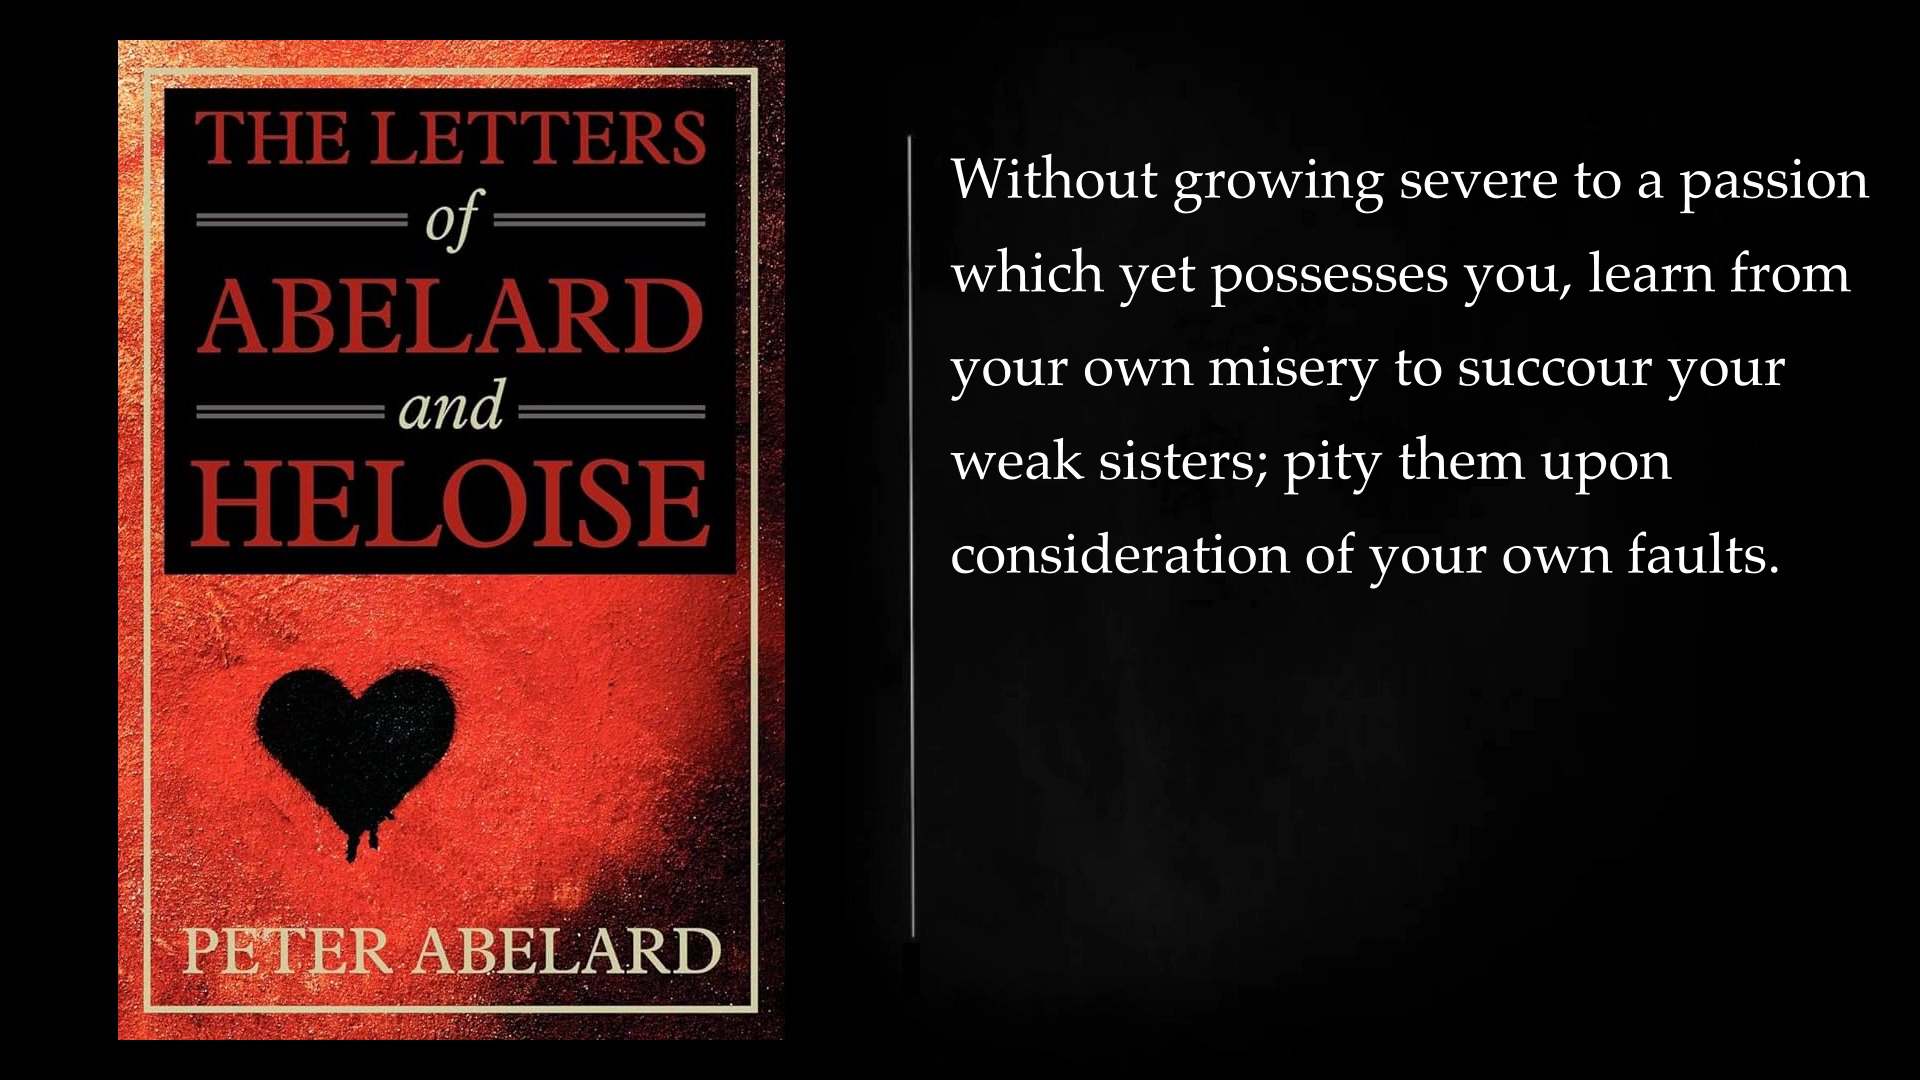 THE LETTERS
of
ABELARD
and
HELOISE
PETER ABELARD
Without growing severe to a passion
which yet possesses you, learn from
your own misery to succour your
weak sisters; pity them upon
consideration of your own faults.